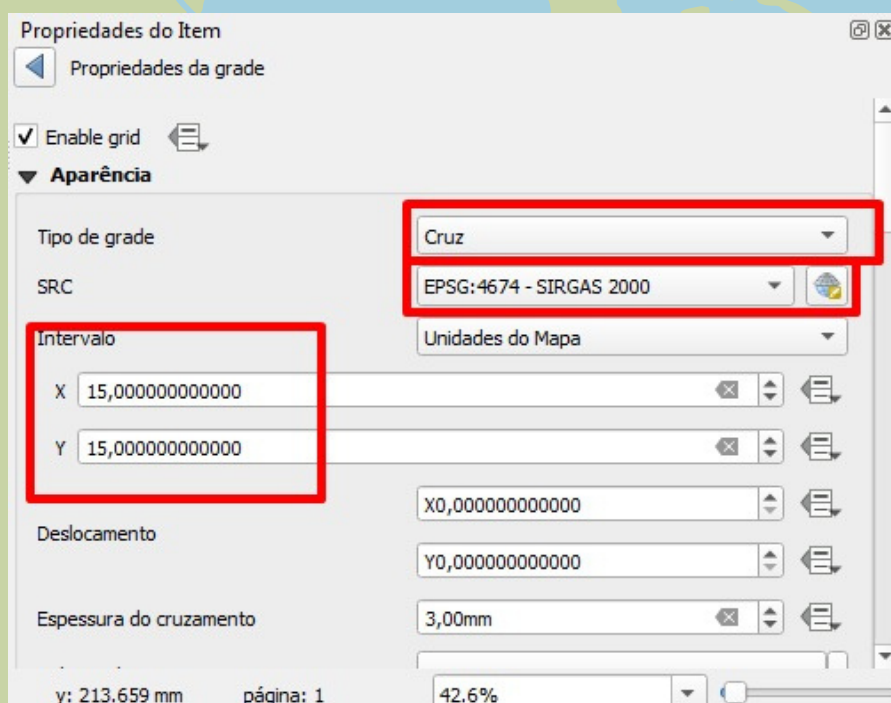 Propriedades do Item
Propriedades da grade
Enable grid
Aparência
Tipo de grade
Cruz
SRC
EPSG:4674 - SIRGAS 2000
Intervalo
Unidades do Mapa
X 15,000000000000
Y 15,000000000000
Deslocamento
X0,000000000000
Y0,000000000000
Espessura do cruzamento
3,00mm
y: 213.659 mm página: 1 42.6%